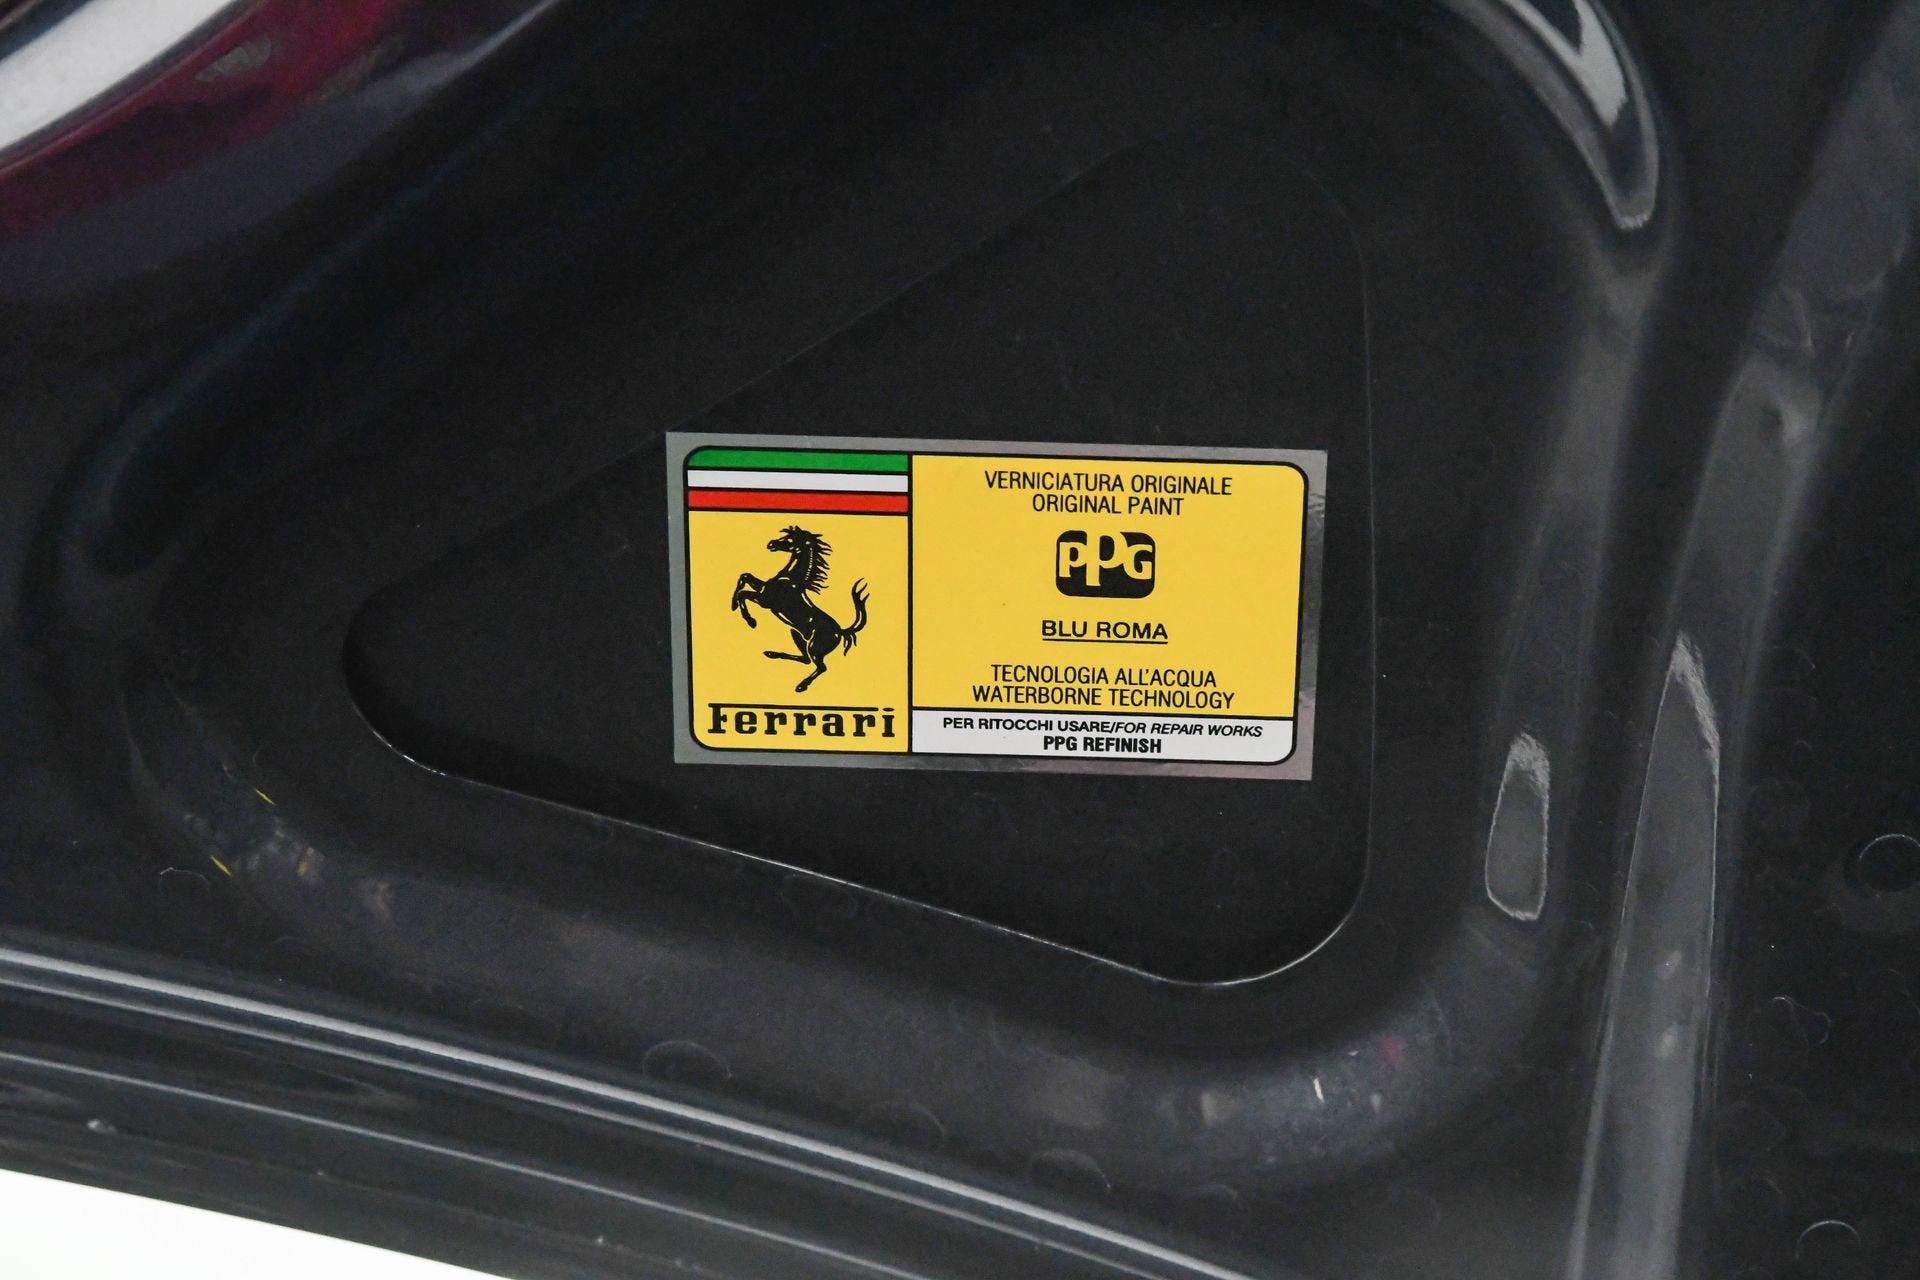 Ferrari
VERNICIATURA ORIGINALE
ORIGINAL PAINT
PPG
BLU ROMA
TECNOLOGIA ALL'ACQUA
WATERBORNE TECHNOLOGY
PER RITOCCHI USARE/FOR REPAIR WORKS
PPG REFINISH